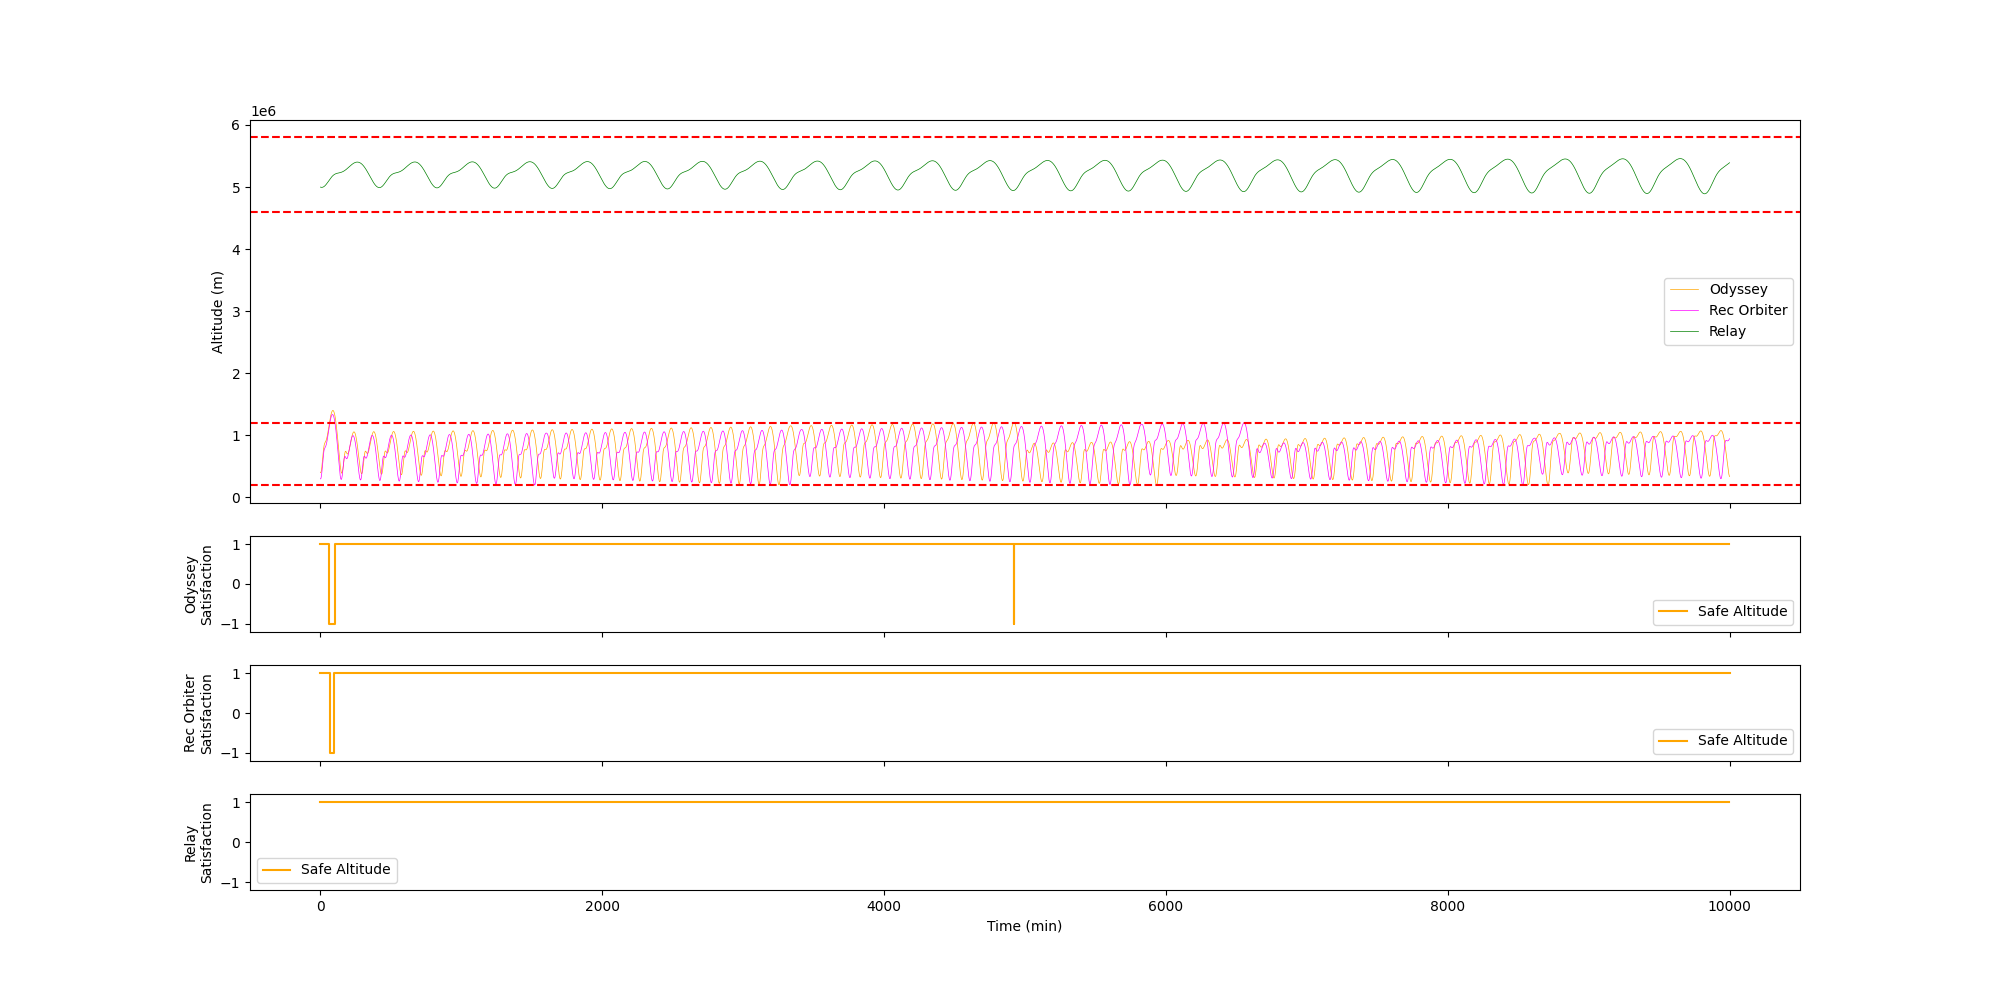 1e6
6
5
4
3
2
1
0
Altitude (m)
Odyssey
Rec Orbiter
Relay
1
0
−1
Odyssey
Satisfaction
Safe Altitude
1
0
−1
Rec Orbiter
Satisfaction
Safe Altitude
1
0
−1
Relay
Satisfaction
Safe Altitude
0
2000
4000
6000
8000
10000
Time (min)